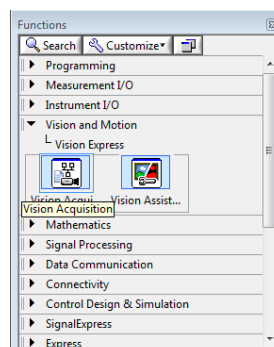 Functions
Search Customize
Programming
Measurement I/O
Instrument I/O
Vision and Motion
Vision Express
Vision Acqui... Vision Assist...
Vision Acquisition
Mathematics
Signal Processing
Data Communication
Connectivity
Control Design & Simulation
SignalExpress
Express